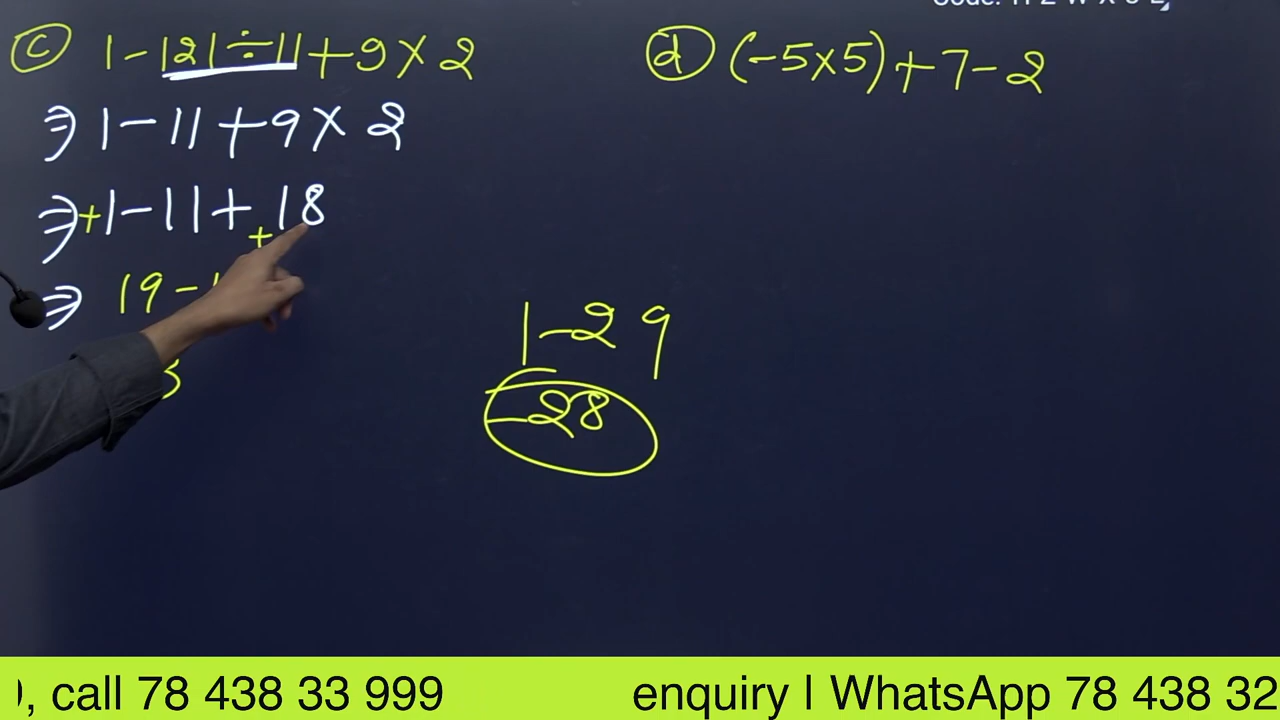 c 1-121÷11+9×2
⇒ 1-11+9×2
⇒ +1-11+ +18
⇒ 19-1
1-29
-28
d (-5×5)+7-2
, call 78 438 33 999 enquiry | WhatsApp 78 438 32